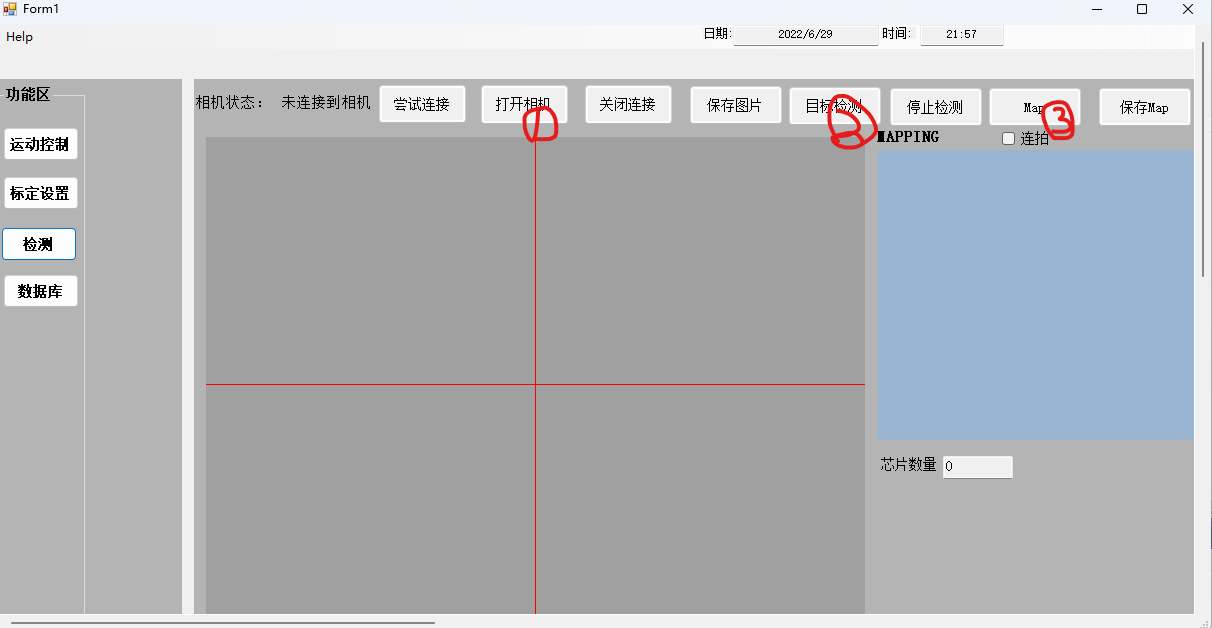 Form1
Help
日期: 2022/6/29 时间: 21:57
功能区
运动控制
标定设置
检测
数据库
相机状态： 未连接到相机 尝试连接 打开相机 关闭连接 保存图片 目标检测 停止检测 Map 保存Map
1 2 3
MAPPING 连拍
芯片数量 0